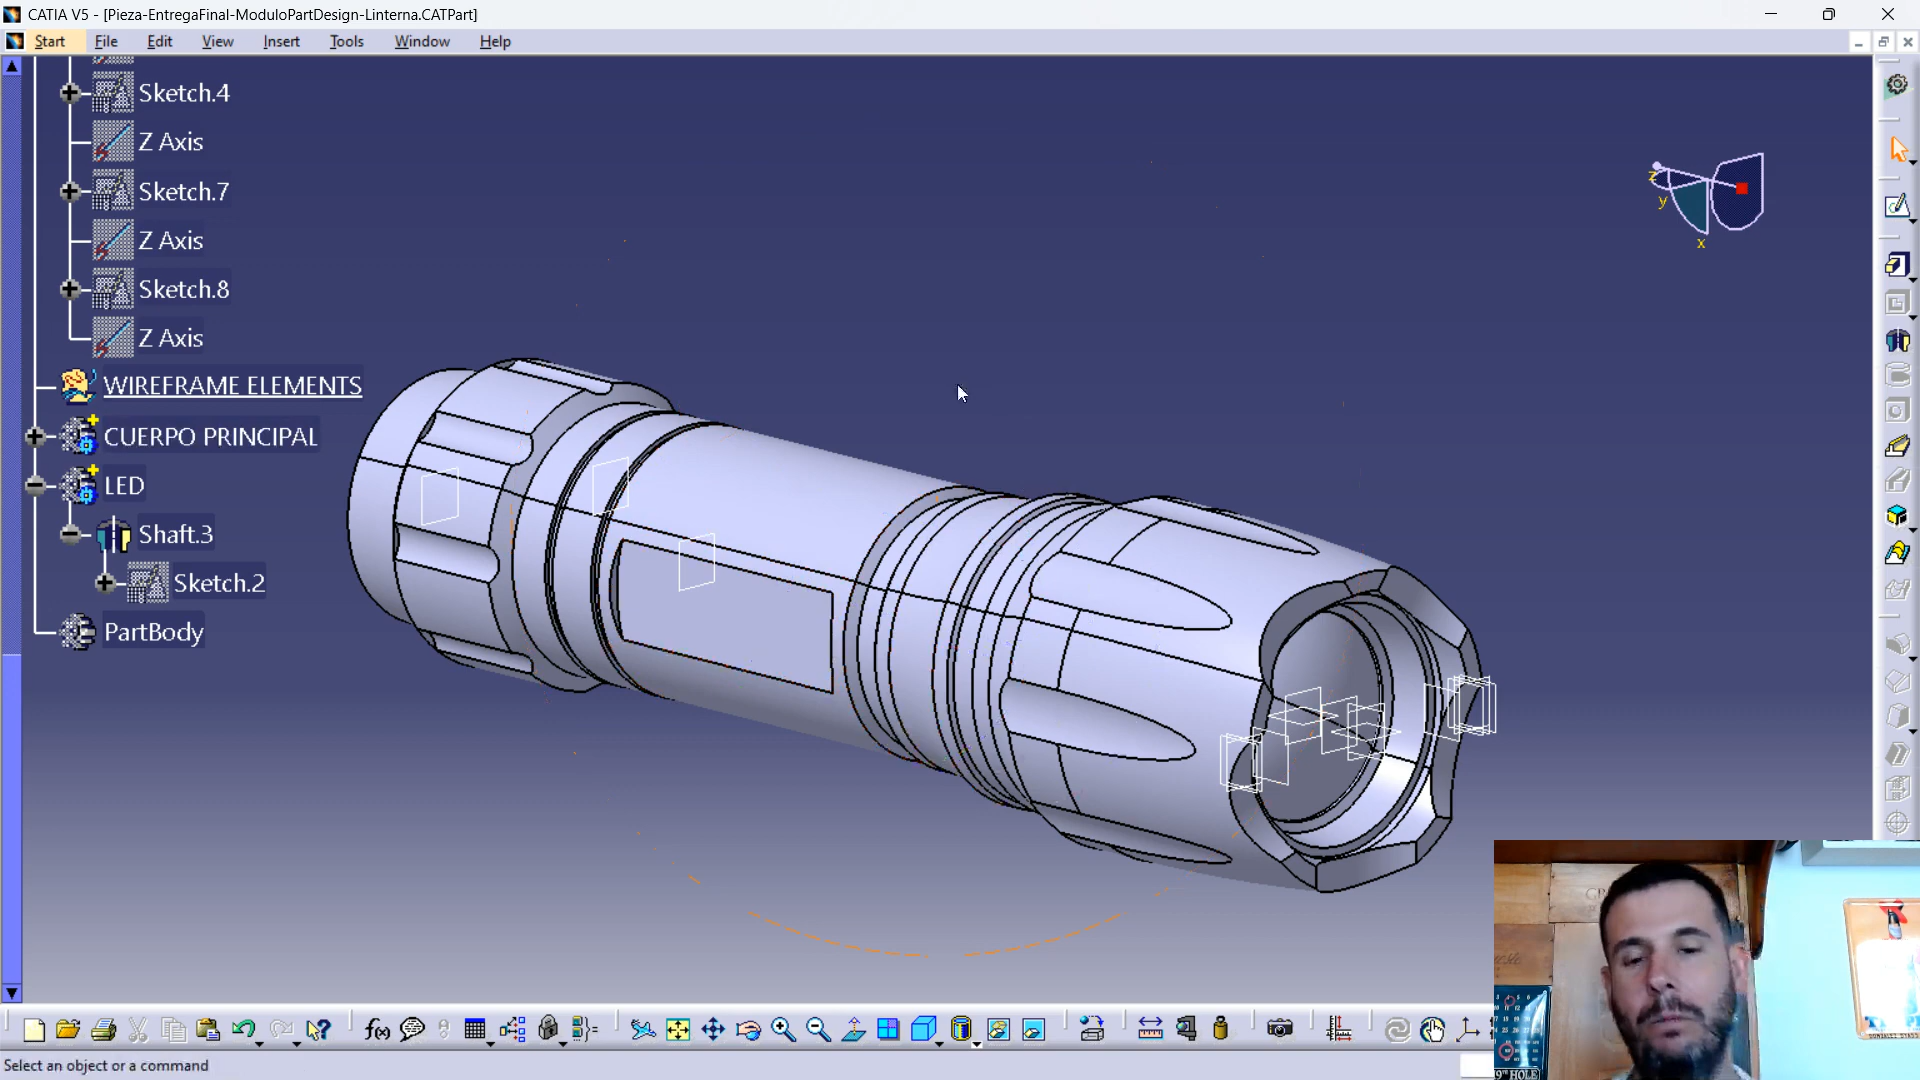 CATIA V5 - [Pieza-EntregaFinal-ModuloPartDesign-Linterna.CATPart]
Start File Edit View Insert Tools Window Help
Sketch.4
Z Axis
Sketch.7
Z Axis
Sketch.8
Z Axis
WIREFRAME ELEMENTS
CUERPO PRINCIPAL
LED
Shaft.3
Sketch.2
PartBody
z
y
x
f(x)
Select an object or a command
9TH HOLE